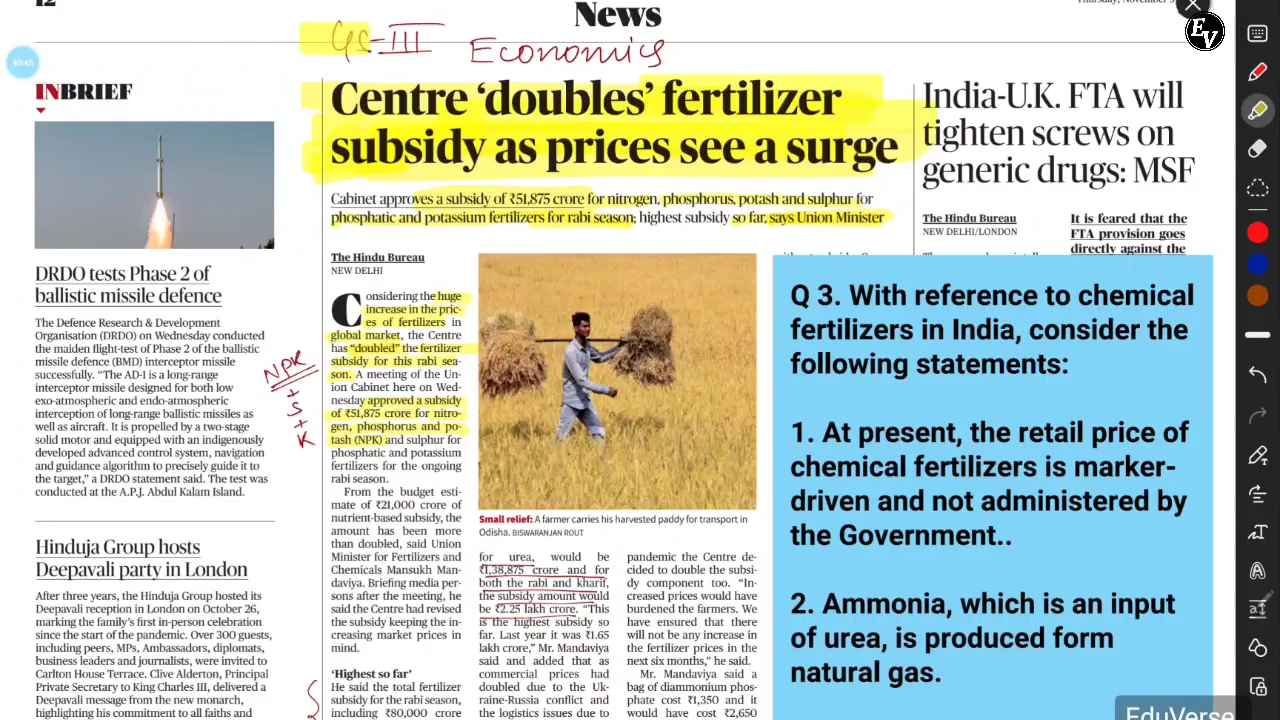 12
News
GS-III Economics
40:45
EV
INBRIEF
DRDO tests Phase 2 of
ballistic missile defence
The Defence Research & Development
Organisation (DRDO) on Wednesday conducted
the maiden flight-test of Phase 2 of the ballistic
missile defence (BMD) interceptor missile
successfully. “The AD-1 is a long-range
interceptor missile designed for both low
exo-atmospheric and endo-atmospheric
interception of long-range ballistic missiles as
well as aircraft. It is propelled by a two-stage
solid motor and equipped with an indigenously
developed advanced control system, navigation
and guidance algorithm to precisely guide it to
the target,” a DRDO statement said. The test was
conducted at the A.P.J. Abdul Kalam Island.
Hinduja Group hosts
Deepavali party in London
After three years, the Hinduja Group hosted its
Deepavali reception in London on October 26,
marking the family’s first in-person celebration
since the start of the pandemic. Over 300 guests,
including peers, MPs, Ambassadors, diplomats,
business leaders and journalists, were invited to
Carlton House Terrace. Clive Alderton, Principal
Private Secretary to King Charles III, delivered a
Deepavali message from the new monarch,
highlighting his commitment to all faiths and
Centre ‘doubles’ fertilizer
subsidy as prices see a surge
Cabinet approves a subsidy of ₹51,875 crore for nitrogen, phosphorus, potash and sulphur for
phosphatic and potassium fertilizers for rabi season; highest subsidy so far, says Union Minister
The Hindu Bureau
NEW DELHI
Considering the huge
increase in the pric-
es of fertilizers in
global market, the Centre
has “doubled” the fertilizer
subsidy for this rabi sea-
son. A meeting of the Un-
ion Cabinet here on Wed-
nesday approved a subsidy
of ₹51,875 crore for nitro-
gen, phosphorus and po-
tash (NPK) and sulphur for
phosphatic and potassium
fertilizers for the ongoing
rabi season.
From the budget esti-
mate of ₹21,000 crore of
nutrient-based subsidy, the
amount has been more
than doubled, said Union
Minister for Fertilizers and
Chemicals Mansukh Man-
daviya. Briefing media per-
sons after the meeting, he
said the Centre had revised
the subsidy keeping the in-
creasing market prices in
mind.
‘Highest so far’
He said the total fertilizer
subsidy for the rabi season,
including ₹80,000 crore
NPK
+S+K
Small relief: A farmer carries his harvested paddy for transport in
Odisha. BISWARANJAN ROUT
for urea, would be
₹1,38,875 crore and for
both the rabi and kharif,
the subsidy amount would
be ₹2.25 lakh crore. “This
is the highest subsidy so
far. Last year it was ₹1.65
lakh crore,” Mr. Mandaviya
said and added that as
commercial prices had
doubled due to the Uk-
raine-Russia conflict and
the logistics issues due to
pandemic the Centre de-
cided to double the subsi-
dy component too. “In-
creased prices would have
burdened the farmers. We
have ensured that there
will not be any increase in
the fertilizer prices in the
next six months,” he said.
Mr. Mandaviya said a
bag of diammonium phos-
phate cost ₹1,350 and it
would have cost ₹2,650
India-U.K. FTA will
tighten screws on
generic drugs: MSF
The Hindu Bureau
NEW DELHI/LONDON
It is feared that the
FTA provision goes
directly against the
Q 3. With reference to chemical
fertilizers in India, consider the
following statements:
1. At present, the retail price of
chemical fertilizers is marker-
driven and not administered by
the Government..
2. Ammonia, which is an input
of urea, is produced form
natural gas.
EduVerse